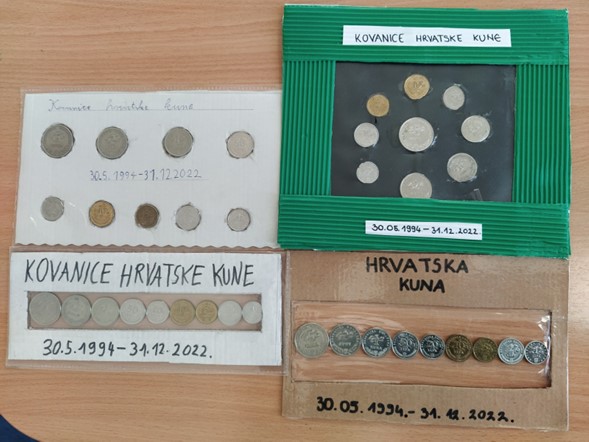 Kovanice hrvatske kune
30.5.1994-31.12.2022.
KOVANICE HRVATSKE KUNE
30.05.1994-31.12.2022.
KOVANICE HRVATSKE KUNE
30.5.1994-31.12.2022.
HRVATSKA
KUNA
30.05.1994.-31.12.2022.